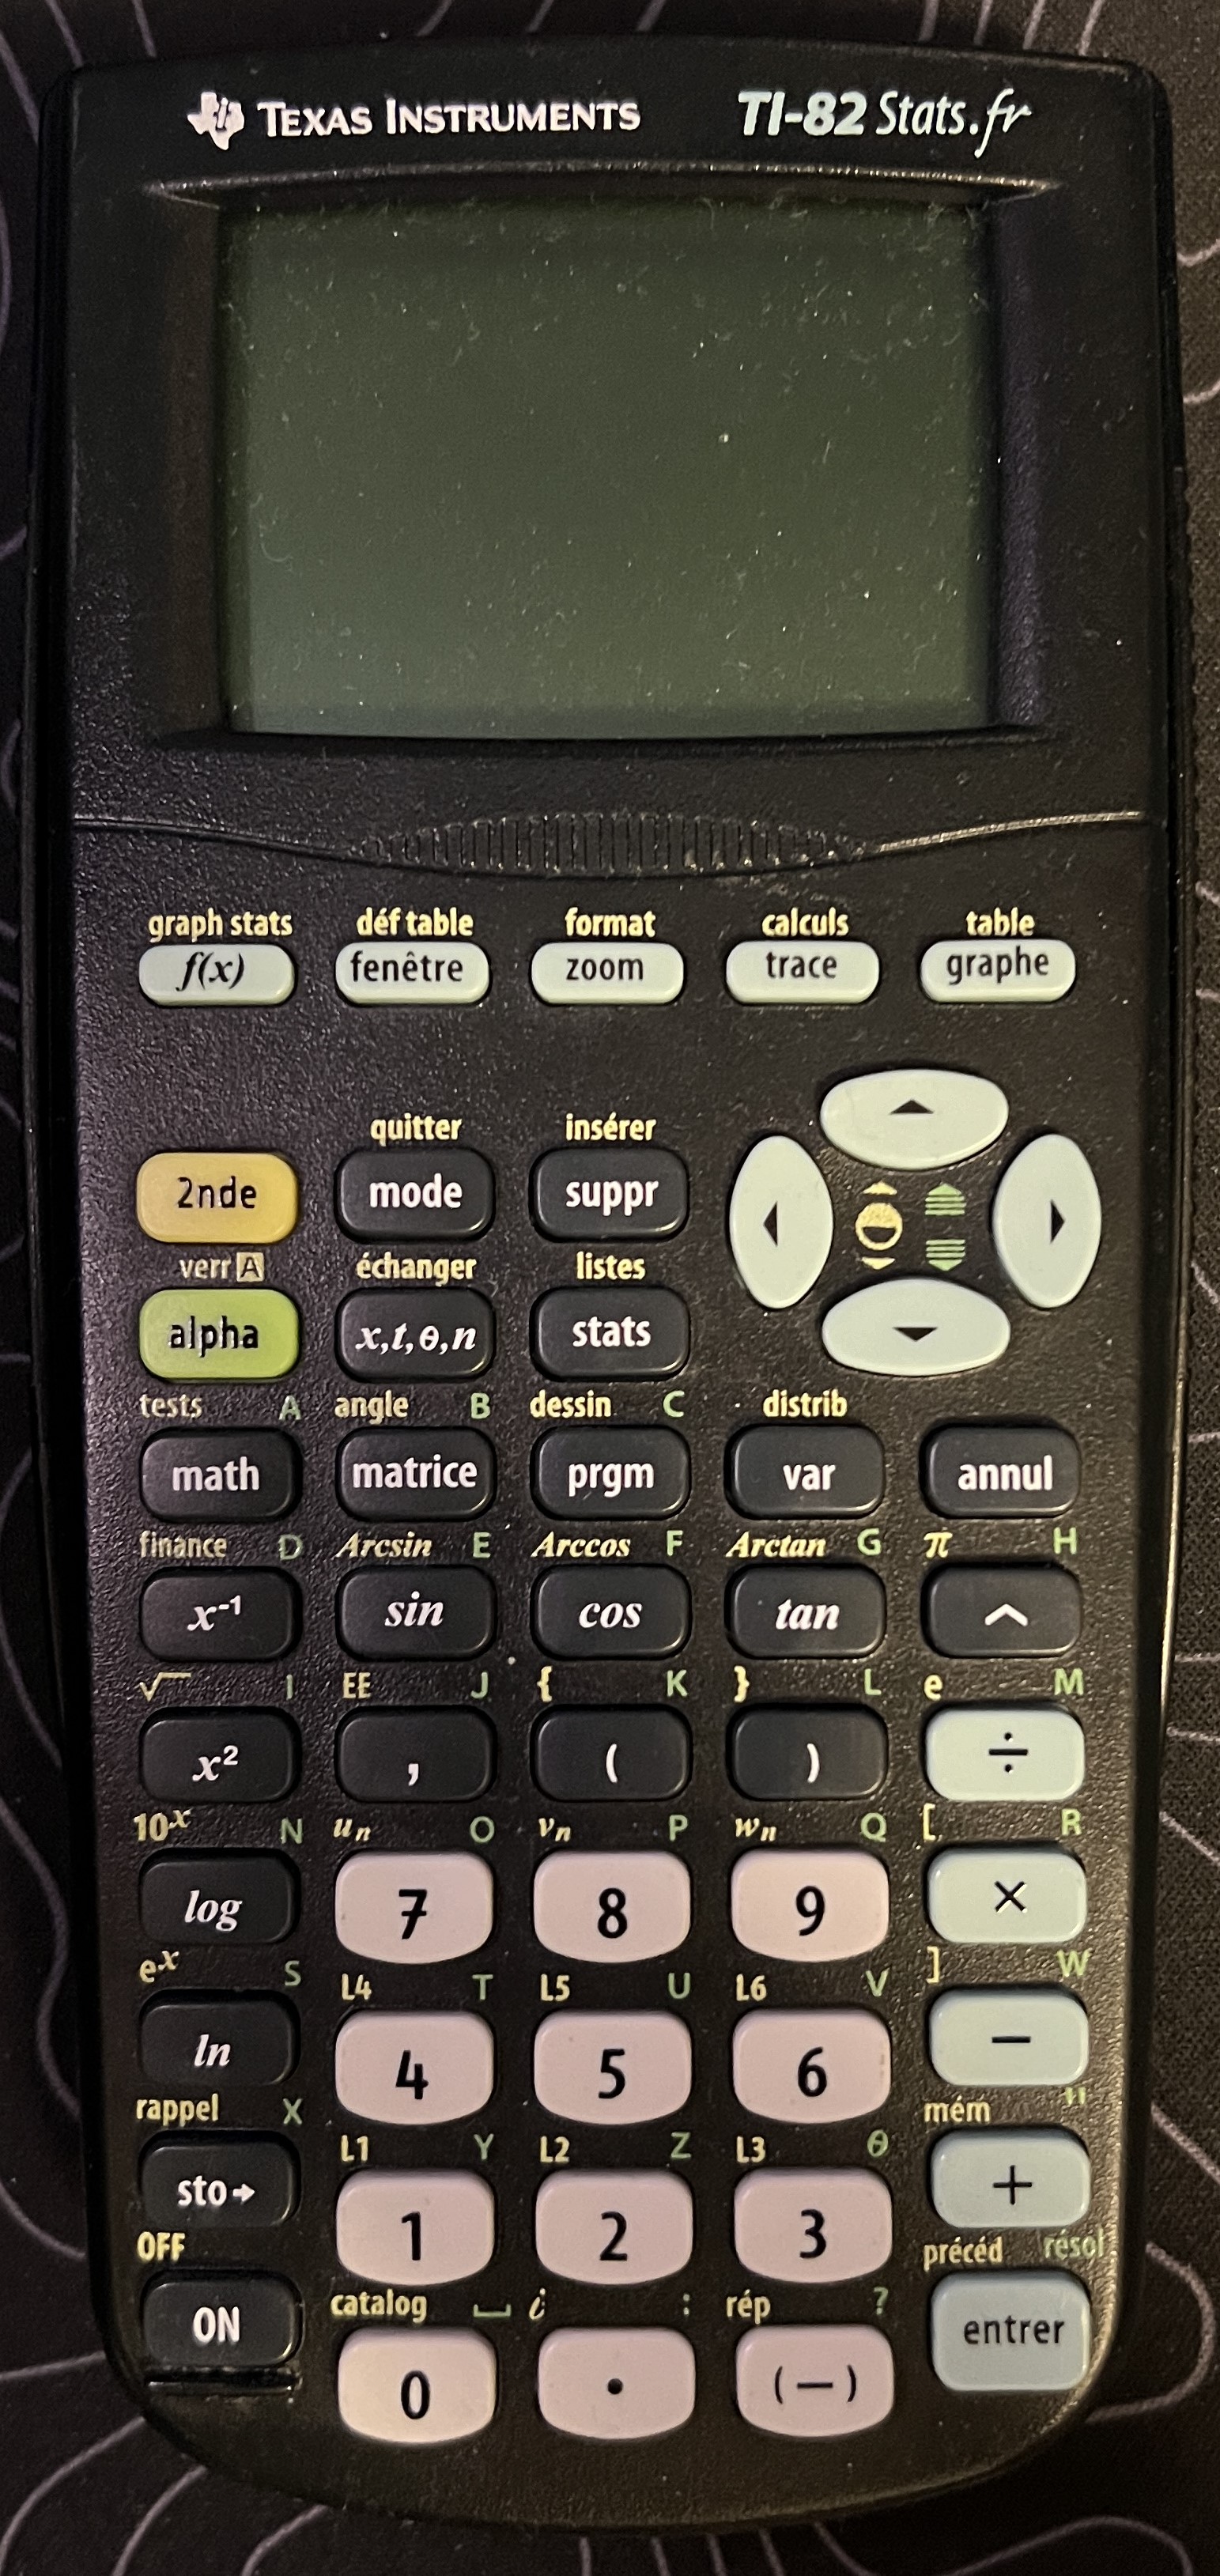 TEXAS INSTRUMENTS TI-82 Stats.fr
graph stats déf table format calculs table
f(x) fenêtre zoom trace graphe
quitter insérer
2nde mode suppr
verr A échanger listes
alpha x,t,θ,n stats
tests A angle B dessin C distrib
math matrice prgm var annul
finance D Arcsin E Arccos F Arctan G π H
x⁻¹ sin cos tan ^
√ I EE J { K } L e M
x² , ( ) ÷
10ˣ N uₙ O vₙ P wₙ Q [ R
log 7 8 9 ×
eˣ S L4 T L5 U L6 V ] W
ln 4 5 6 −
rappel X L1 Y L2 Z L3 θ mém "
sto→ 1 2 3 +
OFF catalog ␣ i : rép ? précéd résol
ON 0 . (−) entrer